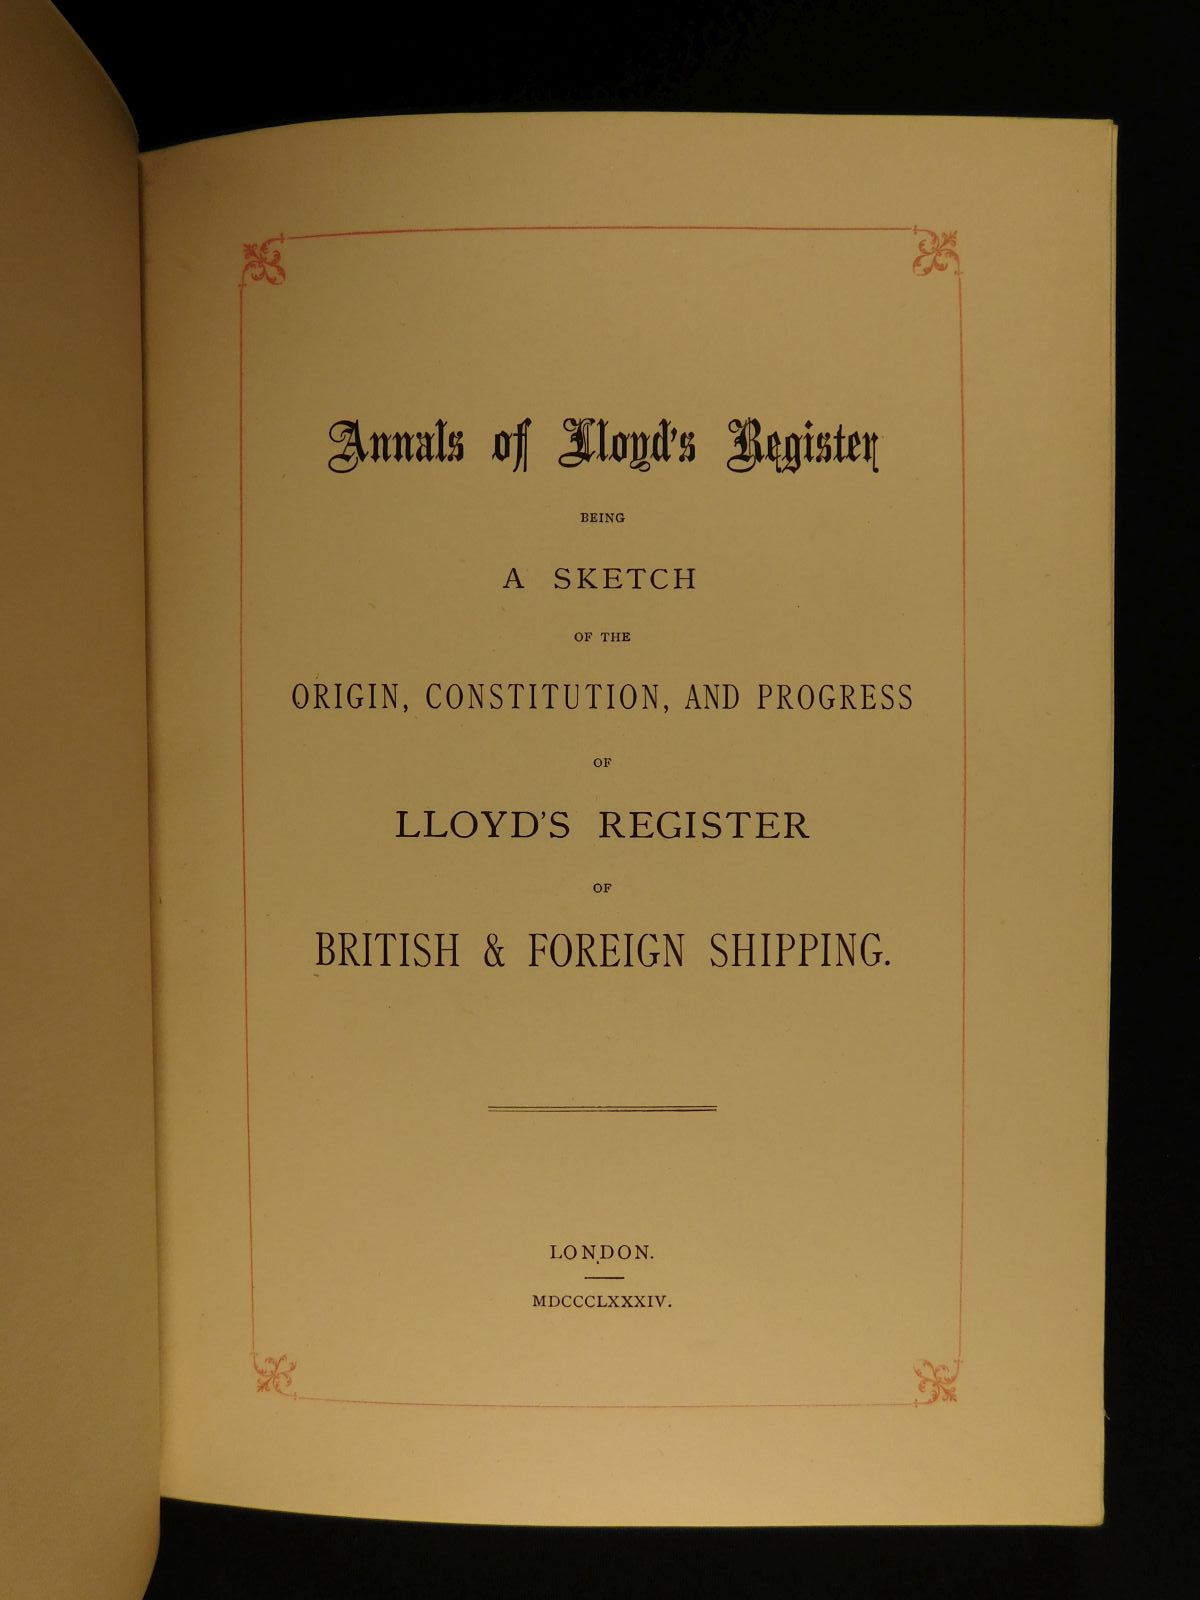 Annals of Lloyd's Register
BEING
A SKETCH
OF THE
ORIGIN, CONSTITUTION, AND PROGRESS
OF
LLOYD'S REGISTER
OF
BRITISH & FOREIGN SHIPPING.
LONDON.
MDCCCLXXXIV.